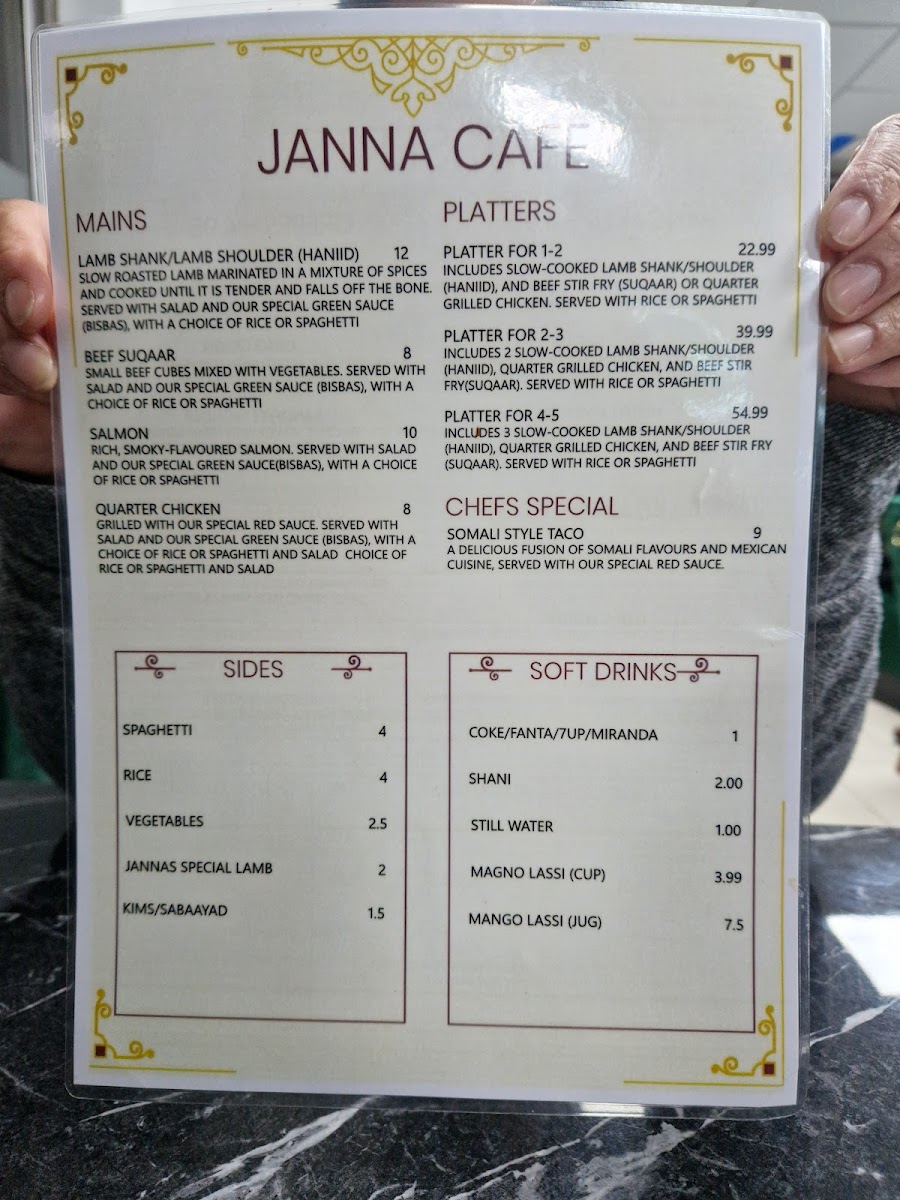 JANNA CAFE
MAINS
LAMB SHANK/LAMB SHOULDER (HANIID) 12
SLOW ROASTED LAMB MARINATED IN A MIXTURE OF SPICES
AND COOKED UNTIL IT IS TENDER AND FALLS OFF THE BONE.
SERVED WITH SALAD AND OUR SPECIAL GREEN SAUCE
(BISBAS), WITH A CHOICE OF RICE OR SPAGHETTI
BEEF SUQAAR 8
SMALL BEEF CUBES MIXED WITH VEGETABLES. SERVED WITH
SALAD AND OUR SPECIAL GREEN SAUCE (BISBAS), WITH A
CHOICE OF RICE OR SPAGHETTI
SALMON 10
RICH, SMOKY-FLAVOURED SALMON. SERVED WITH SALAD
AND OUR SPECIAL GREEN SAUCE(BISBAS), WITH A CHOICE
OF RICE OR SPAGHETTI
QUARTER CHICKEN 8
GRILLED WITH OUR SPECIAL RED SAUCE. SERVED WITH
SALAD AND OUR SPECIAL GREEN SAUCE (BISBAS), WITH A
CHOICE OF RICE OR SPAGHETTI AND SALAD CHOICE OF
RICE OR SPAGHETTI AND SALAD
PLATTERS
PLATTER FOR 1-2 22.99
INCLUDES SLOW-COOKED LAMB SHANK/SHOULDER
(HANIID), AND BEEF STIR FRY (SUQAAR) OR QUARTER
GRILLED CHICKEN. SERVED WITH RICE OR SPAGHETTI
PLATTER FOR 2-3 39.99
INCLUDES 2 SLOW-COOKED LAMB SHANK/SHOULDER
(HANIID), QUARTER GRILLED CHICKEN, AND BEEF STIR
FRY(SUQAAR). SERVED WITH RICE OR SPAGHETTI
PLATTER FOR 4-5 54.99
INCLUDES 3 SLOW-COOKED LAMB SHANK/SHOULDER
(HANIID), QUARTER GRILLED CHICKEN, AND BEEF STIR FRY
(SUQAAR). SERVED WITH RICE OR SPAGHETTI
CHEFS SPECIAL
SOMALI STYLE TACO 9
A DELICIOUS FUSION OF SOMALI FLAVOURS AND MEXICAN
CUISINE, SERVED WITH OUR SPECIAL RED SAUCE.
SIDES
SPAGHETTI 4
RICE 4
VEGETABLES 2.5
JANNAS SPECIAL LAMB 2
KIMS/SABAAYAD 1.5
SOFT DRINKS
COKE/FANTA/7UP/MIRANDA 1
SHANI 2.00
STILL WATER 1.00
MAGNO LASSI (CUP) 3.99
MANGO LASSI (JUG) 7.5